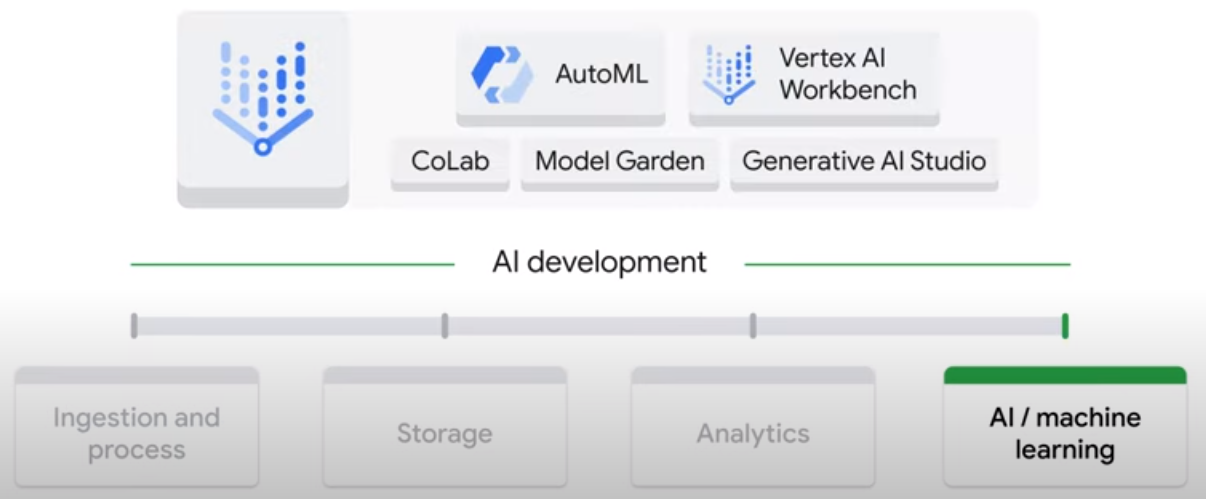 AutoML
Vertex AI
Workbench
CoLab
Model Garden
Generative AI Studio
AI development
Ingestion and
process
Storage
Analytics
AI / machine
learning